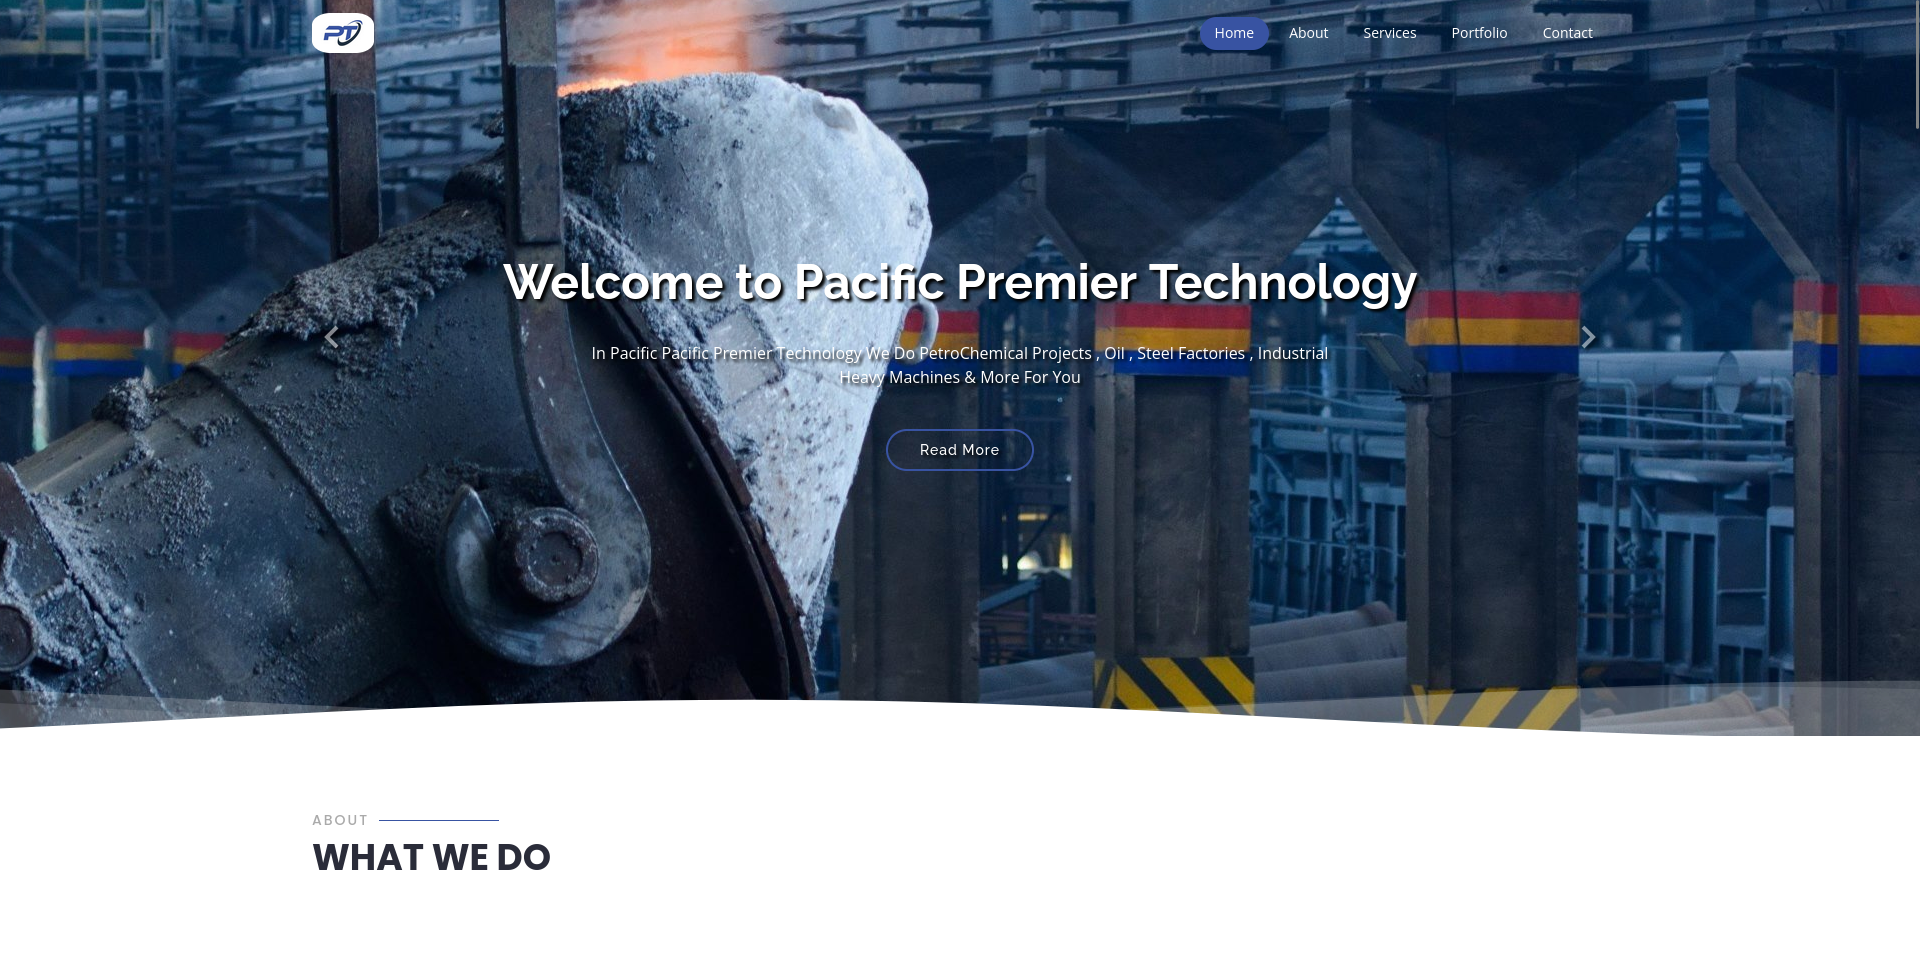 PT
Home
About
Services
Portfolio
Contact
Welcome to Pacific Premier Technology
In Pacific Pacific Premier Technology We Do PetroChemical Projects , Oil , Steel Factories , Industrial
Heavy Machines & More For You
Read More
ABOUT
WHAT WE DO